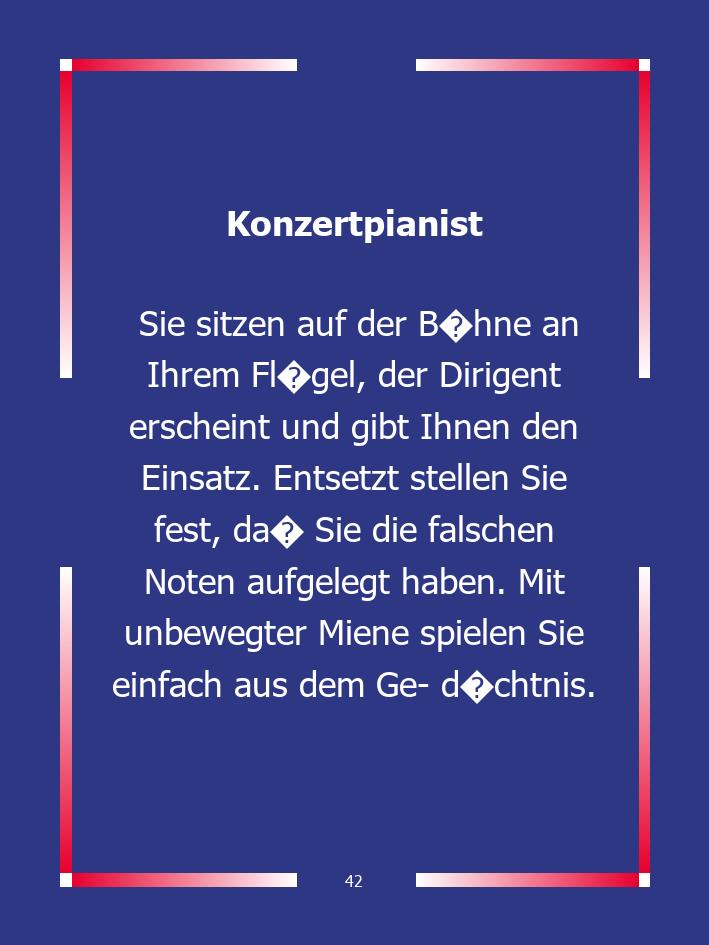 Konzertpianist
Sie sitzen auf der B�hne an
Ihrem Fl�gel, der Dirigent
erscheint und gibt Ihnen den
Einsatz. Entsetzt stellen Sie
fest, da� Sie die falschen
Noten aufgelegt haben. Mit
unbewegter Miene spielen Sie
einfach aus dem Ge- d�chtnis.
42